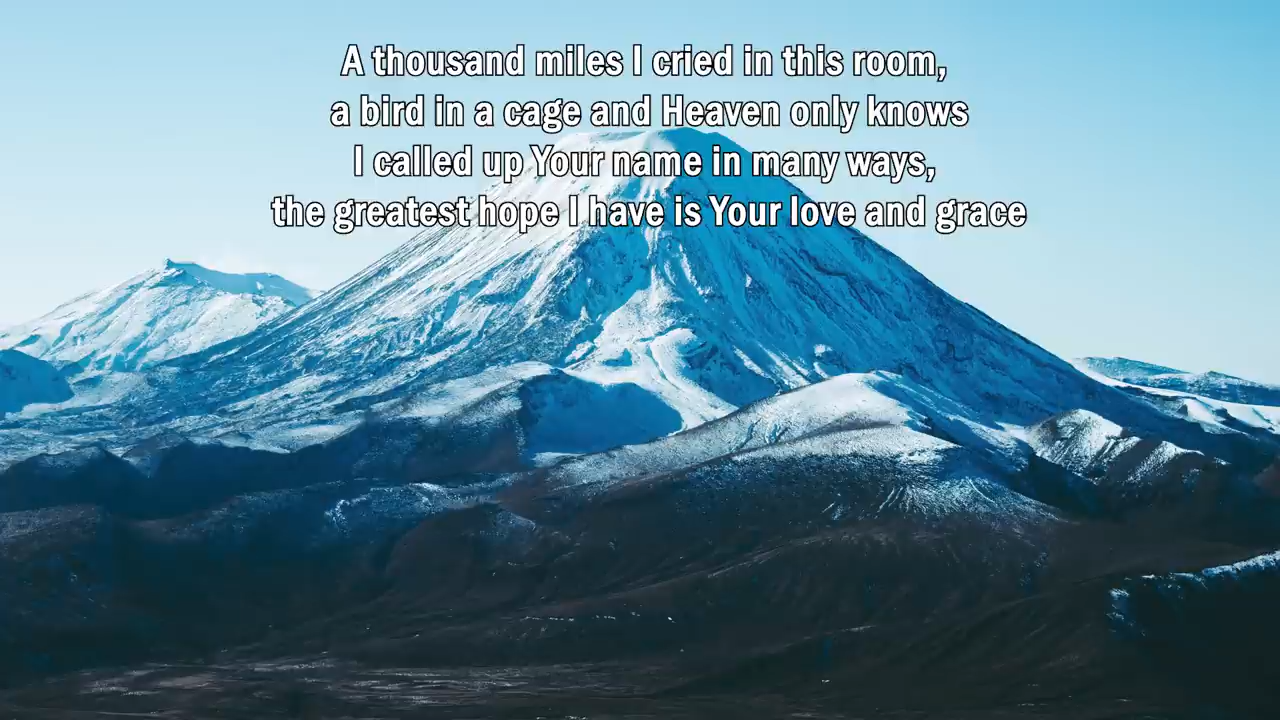 A thousand miles I cried in this room,
a bird in a cage and Heaven only knows
I called up Your name in many ways,
the greatest hope I have is Your love and grace